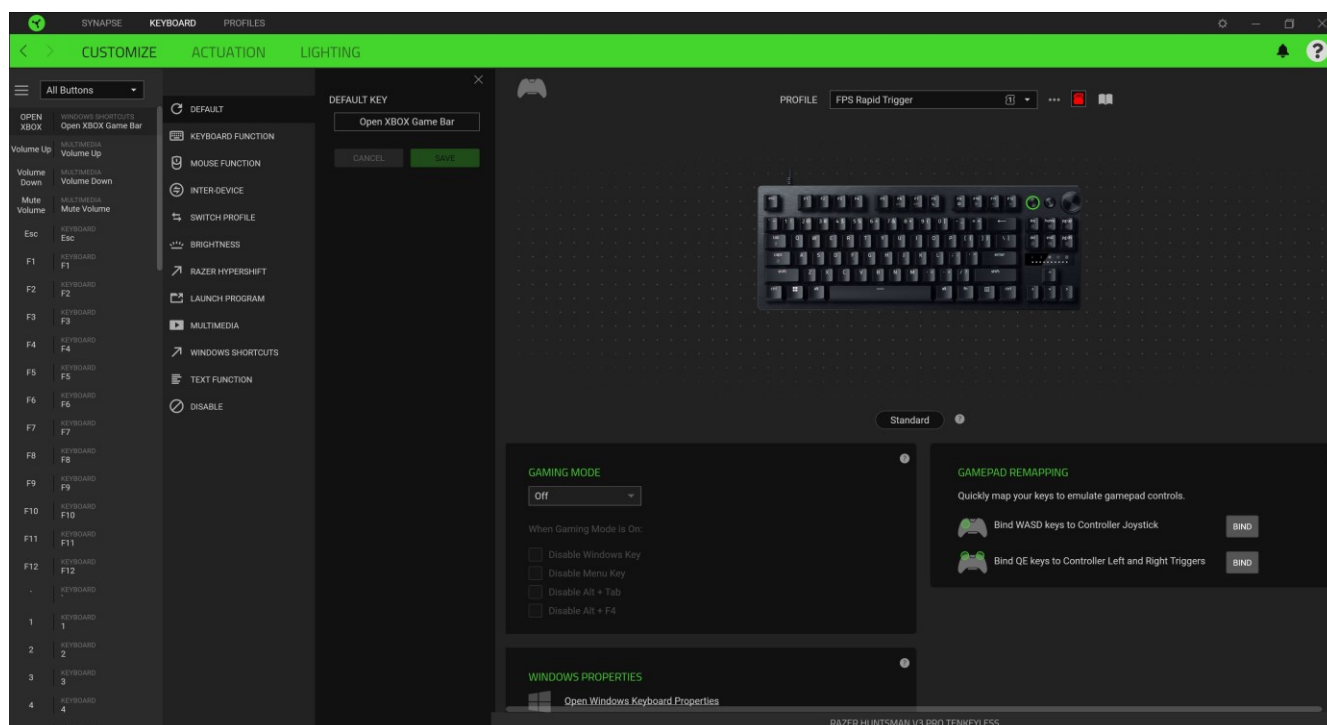 SYNAPSE KEYBOARD PROFILES
CUSTOMIZE ACTUATION LIGHTING
All Buttons
OPEN XBOX
WINDOWS SHORTCUTS
Open XBOX Game Bar
Volume Up
MULTIMEDIA
Volume Up
Volume Down
MULTIMEDIA
Volume Down
Mute Volume
MULTIMEDIA
Mute Volume
Esc
KEYBOARD
Esc
F1
KEYBOARD
F1
F2
KEYBOARD
F2
F3
KEYBOARD
F3
F4
KEYBOARD
F4
F5
KEYBOARD
F5
F6
KEYBOARD
F6
F7
KEYBOARD
F7
F8
KEYBOARD
F8
F9
KEYBOARD
F9
F10
KEYBOARD
F10
F11
KEYBOARD
F11
F12
KEYBOARD
F12
`
KEYBOARD
`
1
KEYBOARD
1
2
KEYBOARD
2
3
KEYBOARD
3
4
KEYBOARD
4
DEFAULT
KEYBOARD FUNCTION
MOUSE FUNCTION
INTER-DEVICE
SWITCH PROFILE
BRIGHTNESS
RAZER HYPERSHIFT
LAUNCH PROGRAM
MULTIMEDIA
WINDOWS SHORTCUTS
TEXT FUNCTION
DISABLE
DEFAULT KEY
Open XBOX Game Bar
CANCEL SAVE
PROFILE FPS Rapid Trigger 1
Standard
GAMING MODE
Off
When Gaming Mode is On:
Disable Windows Key
Disable Menu Key
Disable Alt + Tab
Disable Alt + F4
GAMEPAD REMAPPING
Quickly map your keys to emulate gamepad controls.
Bind WASD keys to Controller Joystick BIND
Bind QE keys to Controller Left and Right Triggers BIND
WINDOWS PROPERTIES
Open Windows Keyboard Properties
RAZER HUNTSMAN V3 PRO TENKEYLESS